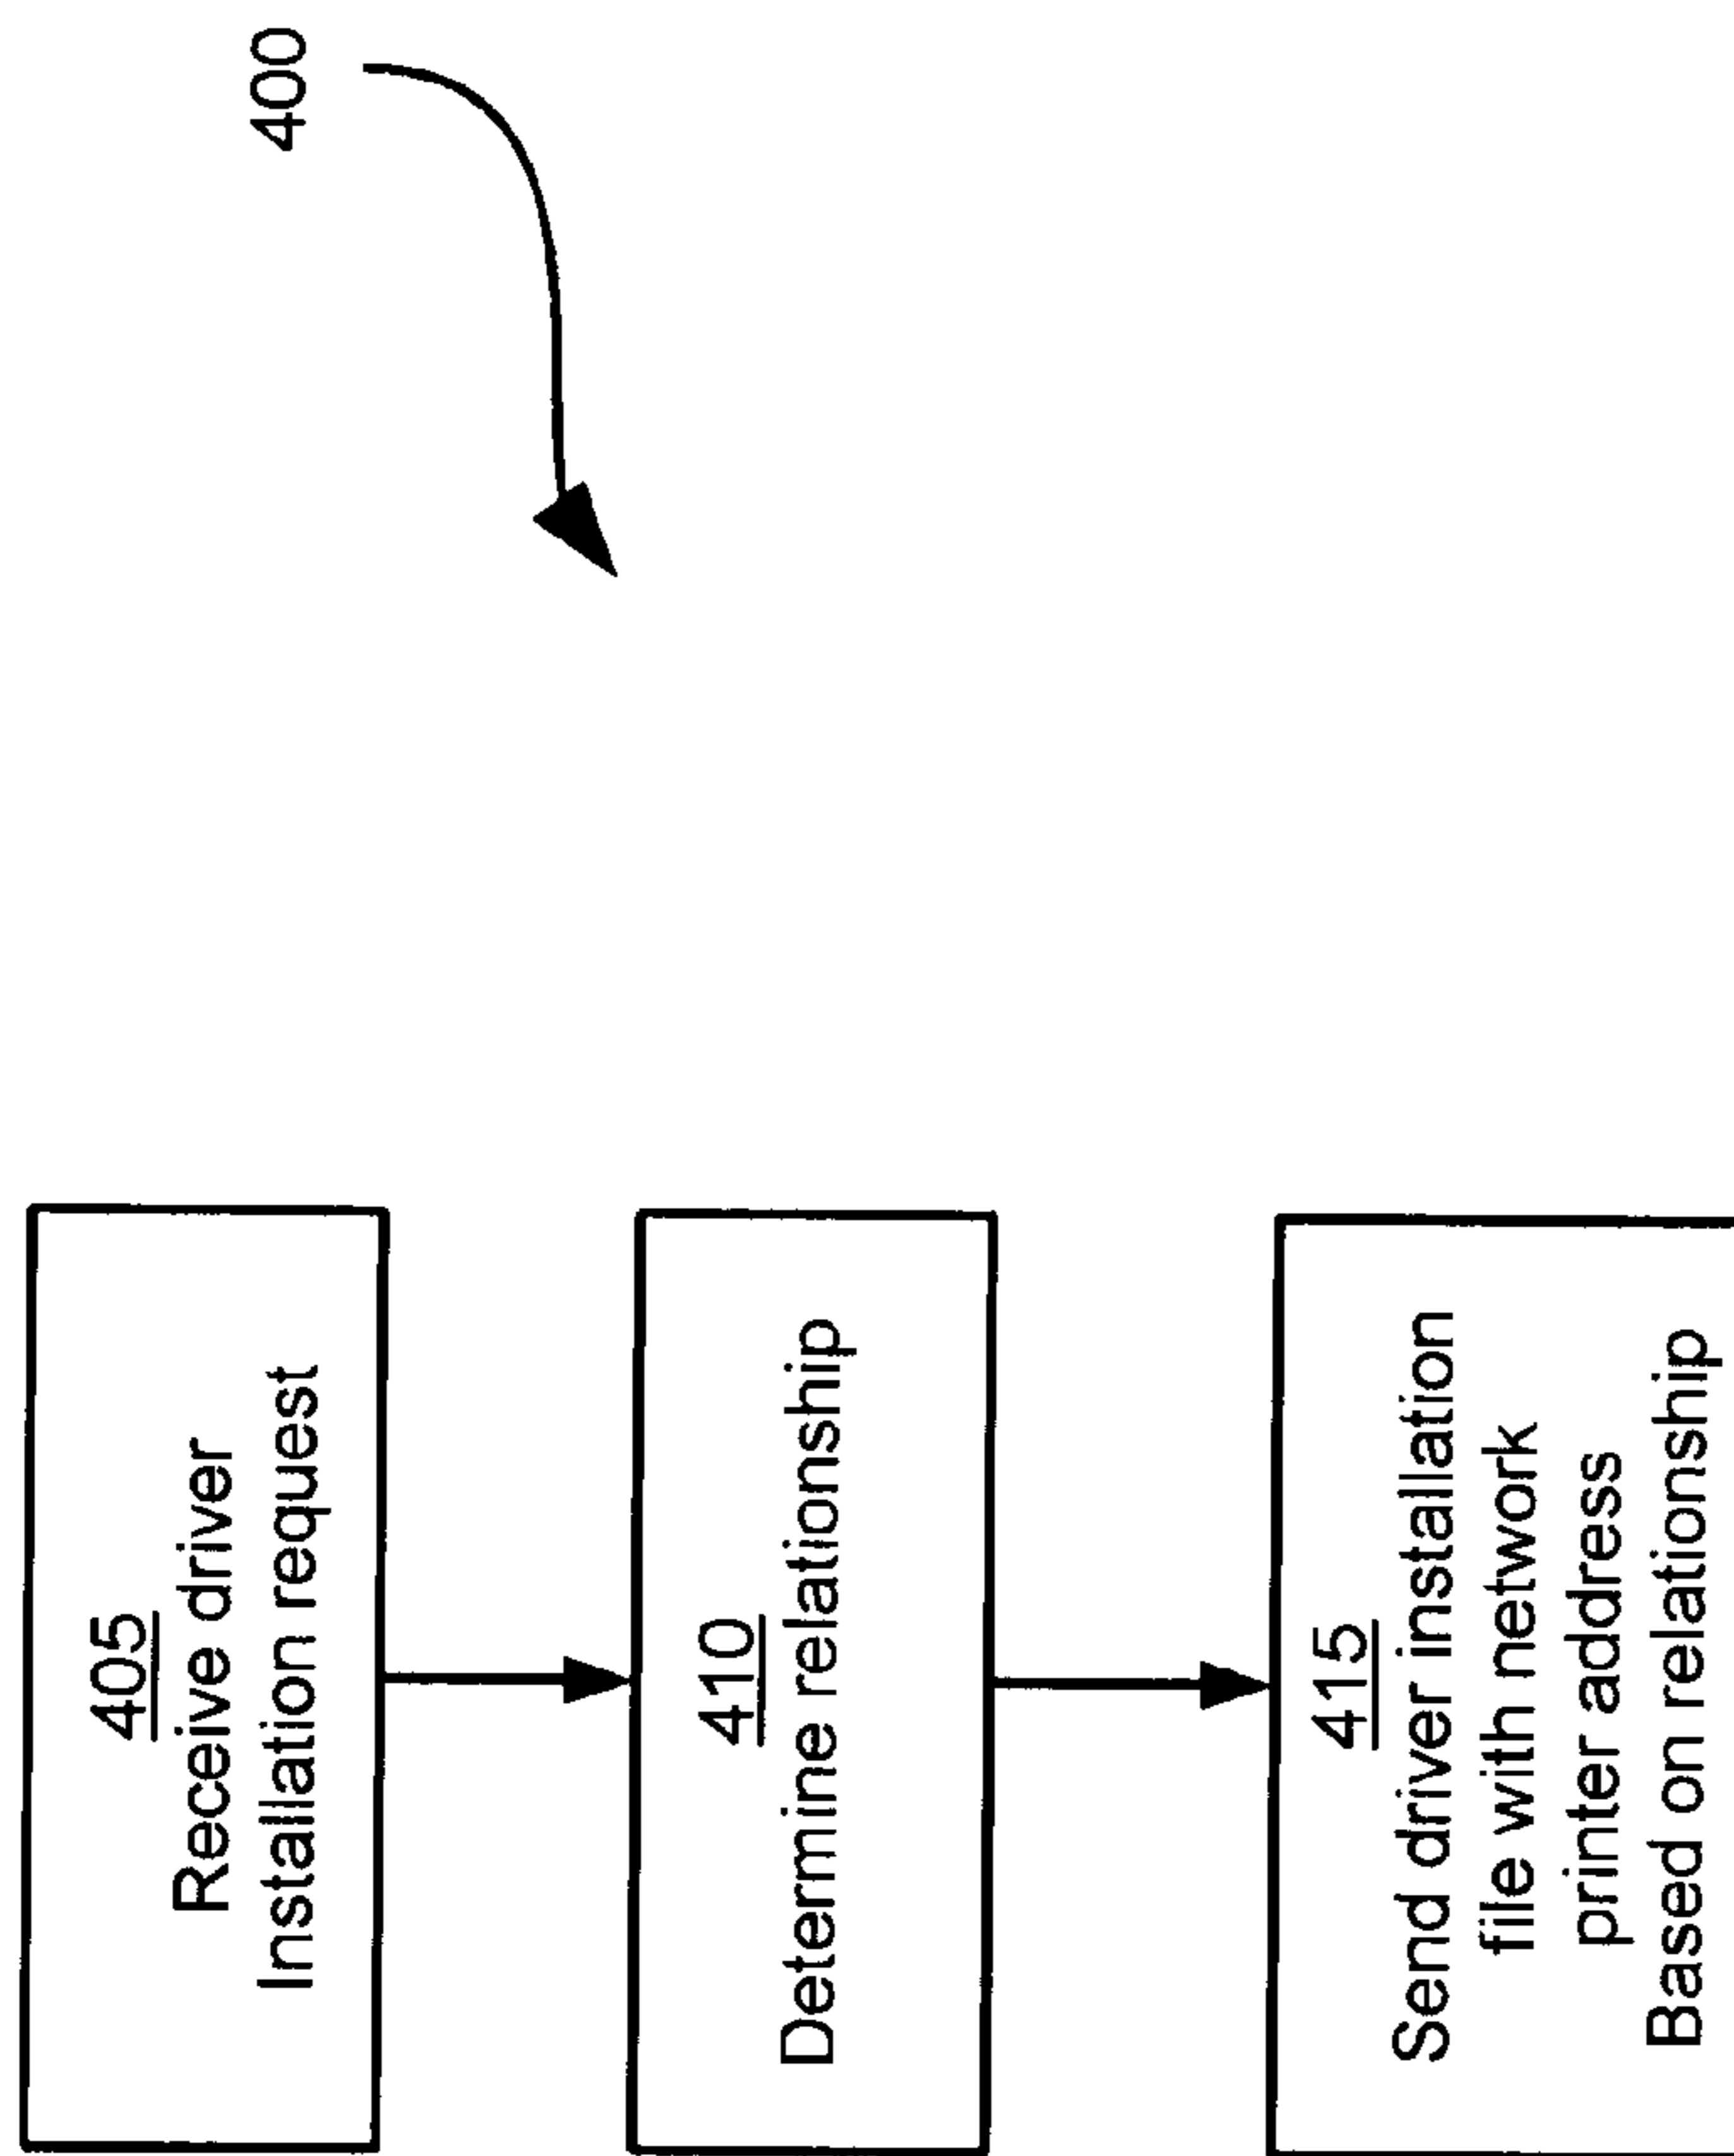 400
405
Receive driver
Installation request
410
Determine relationship
415
Send driver installation
file with network
printer address
Based on relationship